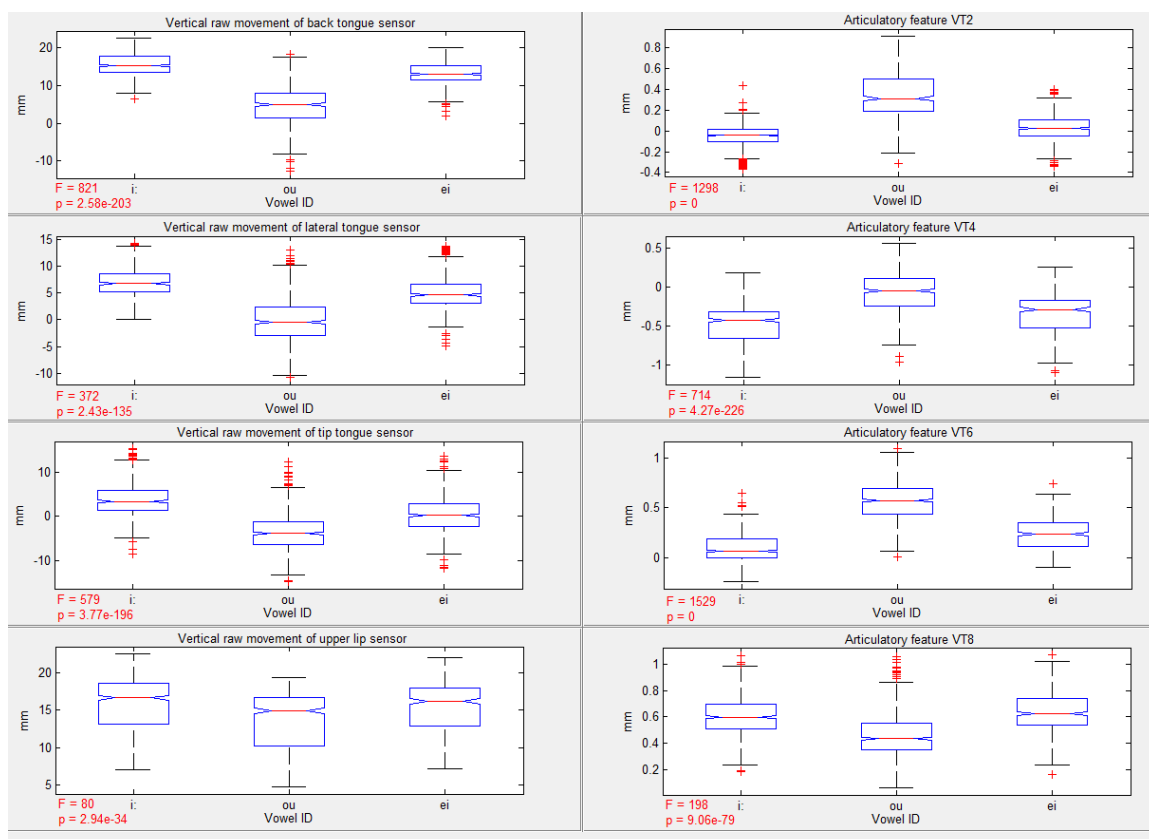 Vertical raw movement of back tongue sensor
20
10
0
-10
mm
i:
ou
ei
Vowel ID
F = 821
p = 2.58e-203
Articulatory feature VT2
0.8
0.6
0.4
0.2
0
-0.2
-0.4
mm
i:
ou
ei
Vowel ID
F = 1298
p = 0
Vertical raw movement of lateral tongue sensor
15
10
5
0
-5
-10
mm
i:
ou
ei
Vowel ID
F = 372
p = 2.43e-135
Articulatory feature VT4
0.5
0
-0.5
-1
mm
i:
ou
ei
Vowel ID
F = 714
p = 4.27e-226
Vertical raw movement of tip tongue sensor
10
0
-10
mm
i:
ou
ei
Vowel ID
F = 579
p = 3.77e-196
Articulatory feature VT6
1
0.5
0
mm
i:
ou
ei
Vowel ID
F = 1529
p = 0
Vertical raw movement of upper lip sensor
20
15
10
5
mm
i:
ou
ei
Vowel ID
F = 80
p = 2.94e-34
Articulatory feature VT8
1
0.8
0.6
0.4
0.2
mm
i:
ou
ei
Vowel ID
F = 198
p = 9.06e-79